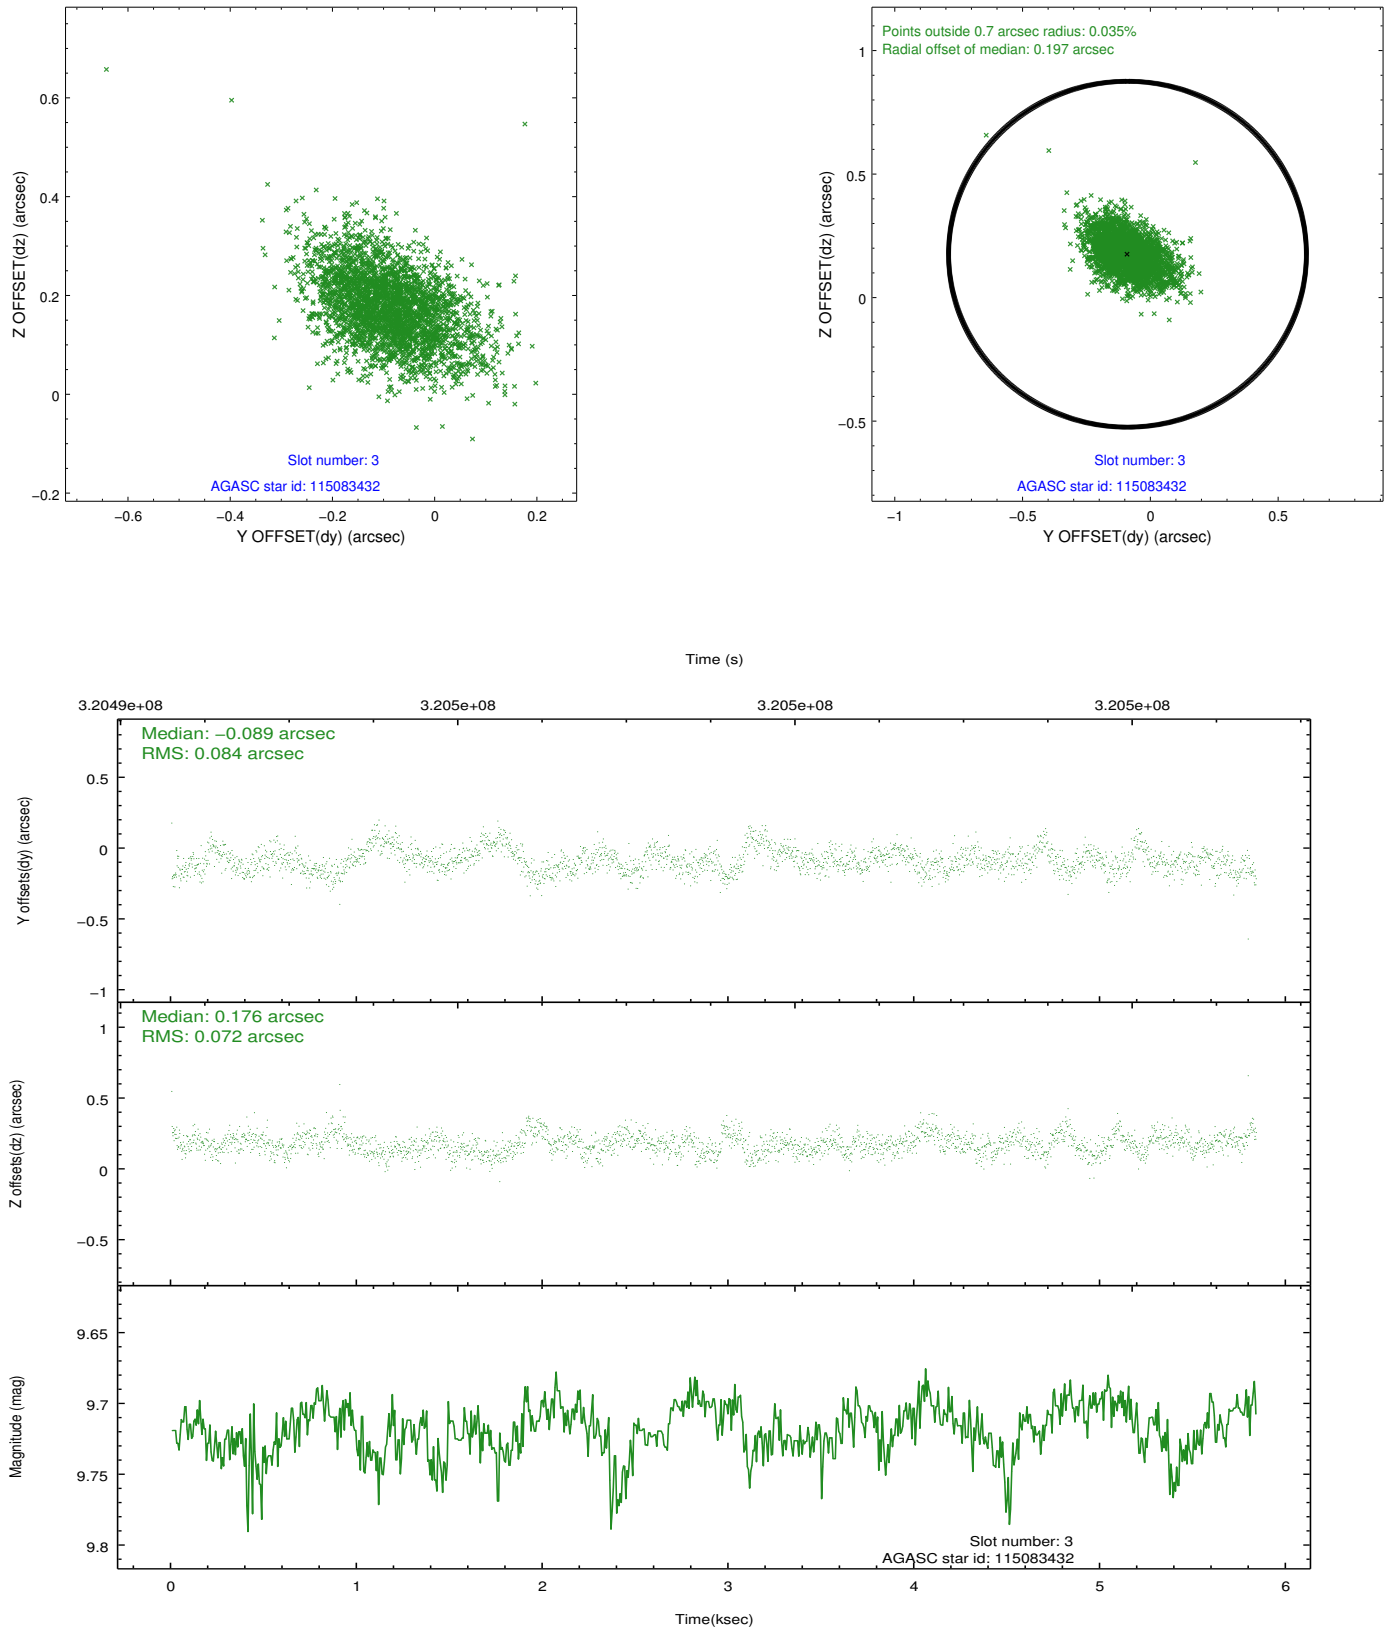 0.6
0.4
0.2
0
−0.2
−0.6
−0.4
−0.2
0
0.2
Z OFFSET(dz) (arcsec)
Y OFFSET(dy) (arcsec)
Slot number: 3
AGASC star id: 115083432
Points outside 0.7 arcsec radius: 0.035%
Radial offset of median: 0.197 arcsec
1
0.5
0
−0.5
−1
−0.5
0
0.5
Z OFFSET(dz) (arcsec)
Y OFFSET(dy) (arcsec)
Slot number: 3
AGASC star id: 115083432
Time (s)
3.2049e+08
3.205e+08
3.205e+08
3.205e+08
Median: −0.089 arcsec
RMS: 0.084 arcsec
0.5
0
−0.5
−1
Y offsets(dy) (arcsec)
Median: 0.176 arcsec
RMS: 0.072 arcsec
1
0.5
0
−0.5
Z offsets(dz) (arcsec)
9.65
9.7
9.75
9.8
Magnitude (mag)
Slot number: 3
AGASC star id: 115083432
0
1
2
3
4
5
6
Time(ksec)